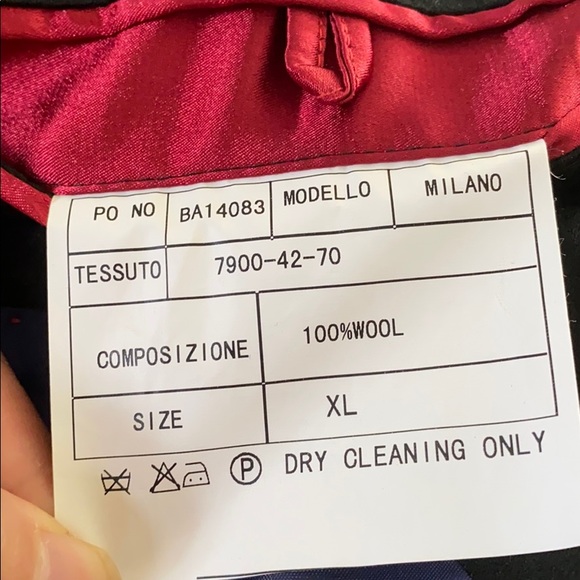 PO NO BA14083 MODELLO MILANO
TESSUTO 7900-42-70
COMPOSIZIONE 100%WOOL
SIZE XL
P DRY CLEANING ONLY